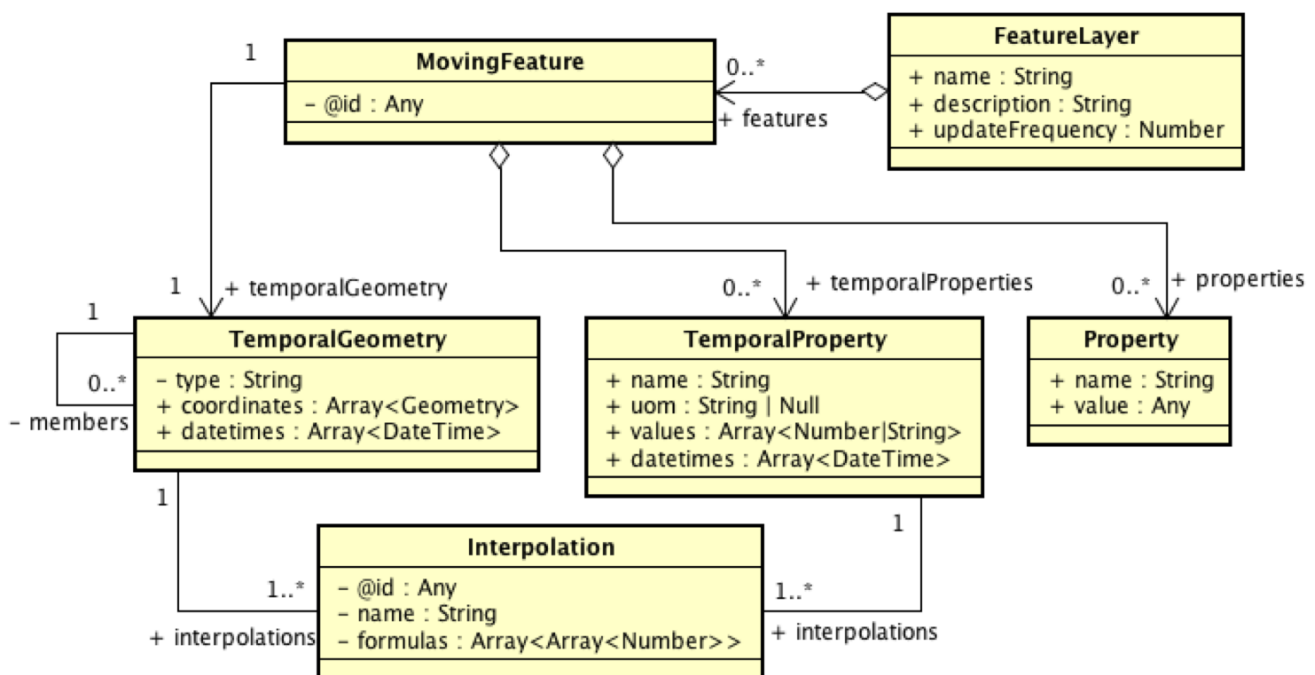 FeatureLayer
+ name : String
+ description : String
+ updateFrequency : Number
1
MovingFeature
- @id : Any
0..*
+ features
1
+ temporalGeometry
0..*
+ temporalProperties
0..*
+ properties
1
0..*
- members
TemporalGeometry
- type : String
+ coordinates : Array<Geometry>
+ datetimes : Array<DateTime>
TemporalProperty
+ name : String
+ uom : String | Null
+ values : Array<Number|String>
+ datetimes : Array<DateTime>
Property
+ name : String
+ value : Any
1
1
Interpolation
- @id : Any
- name : String
- formulas : Array<Array<Number>>
1..*
+ interpolations
1..*
+ interpolations